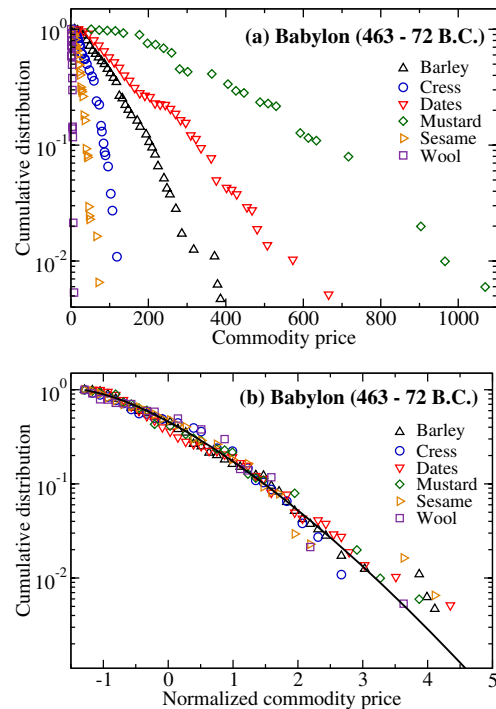 (a) Babylon (463 - 72 B.C.)
Barley
Cress
Dates
Mustard
Sesame
Wool
Cumulative distribution
10^0
10^-1
10^-2
0 200 400 600 800 1000
Commodity price
(b) Babylon (463 - 72 B.C.)
Barley
Cress
Dates
Mustard
Sesame
Wool
Cumulative distribution
10^0
10^-1
10^-2
-1 0 1 2 3 4 5
Normalized commodity price